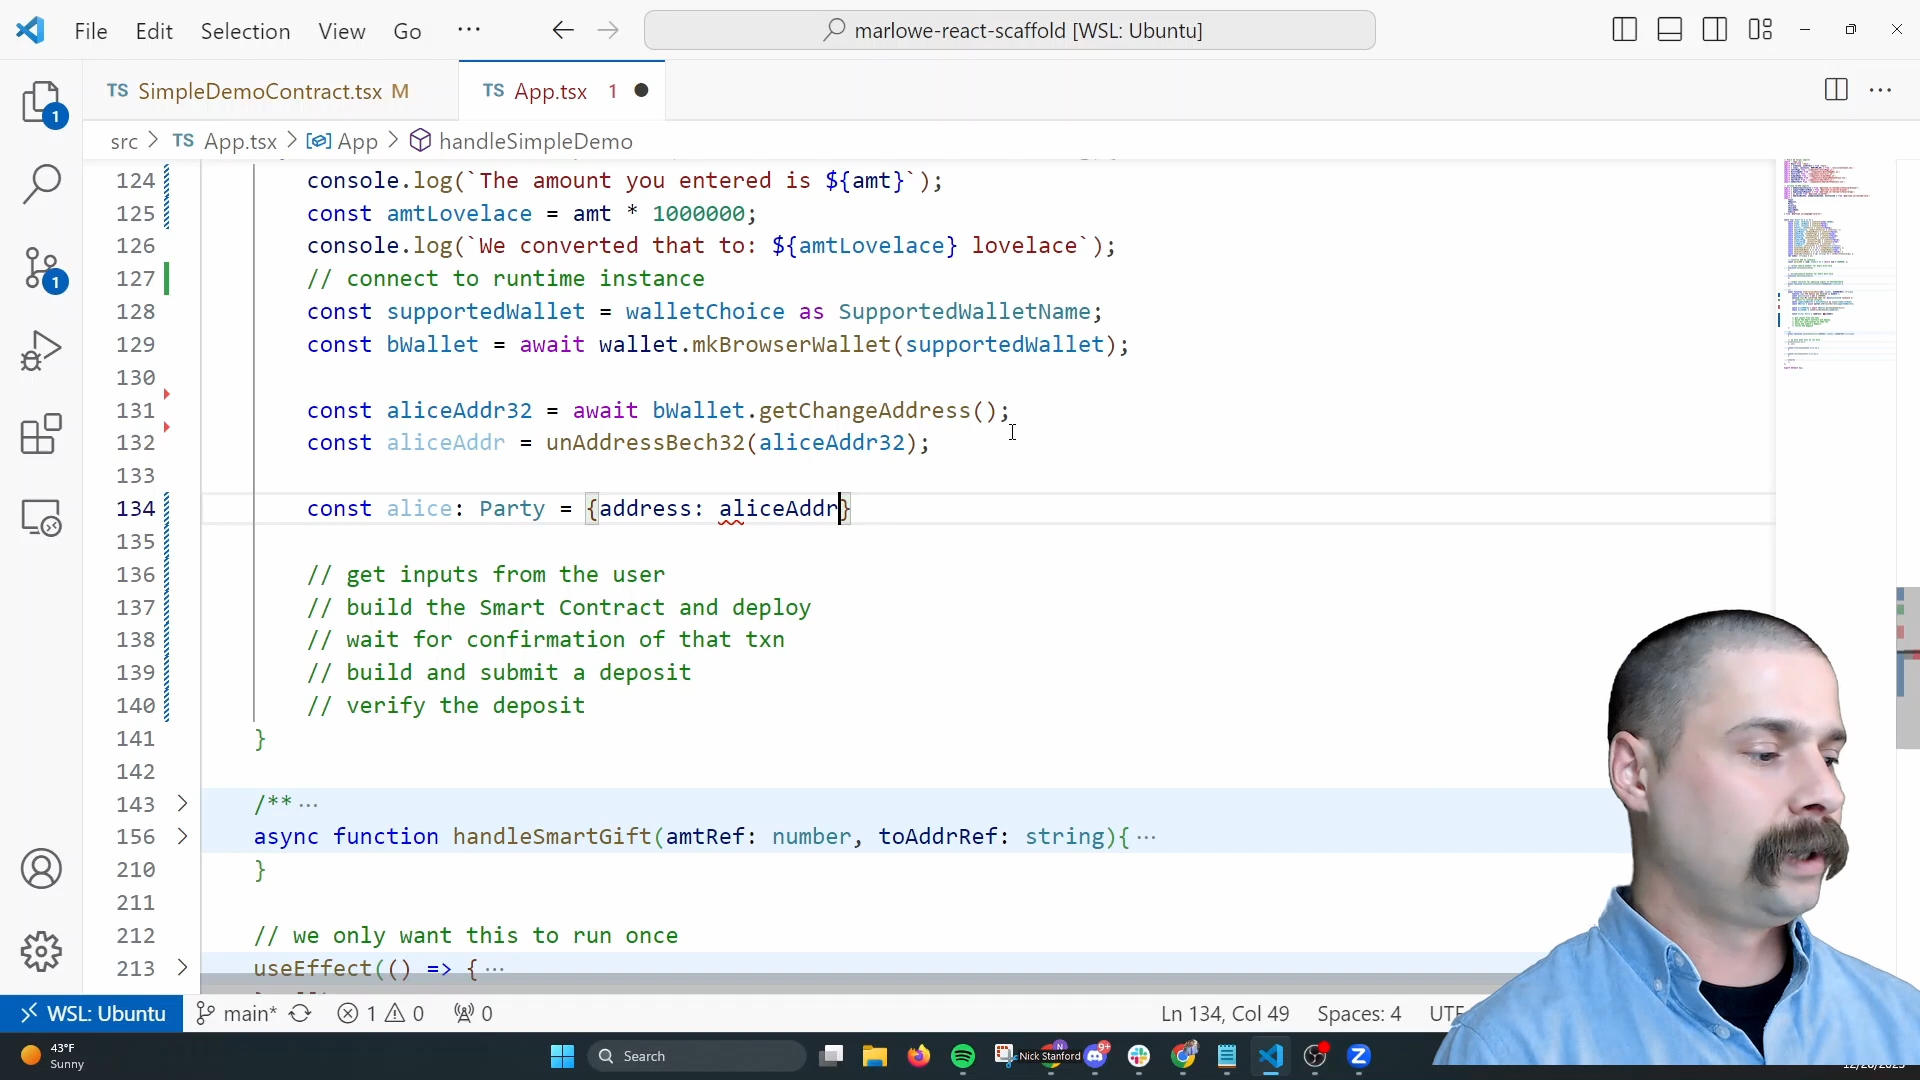 File Edit Selection View Go ···
marlowe-react-scaffold [WSL: Ubuntu]
TS SimpleDemoContract.tsx M
TS App.tsx 1
src > TS App.tsx > App > handleSimpleDemo
124 console.log(`The amount you entered is ${amt}`);
125 const amtLovelace = amt * 1000000;
126 console.log(`We converted that to: ${amtLovelace} lovelace`);
127 // connect to runtime instance
128 const supportedWallet = walletChoice as SupportedWalletName;
129 const bWallet = await wallet.mkBrowserWallet(supportedWallet);
130
131 const aliceAddr32 = await bWallet.getChangeAddress();
132 const aliceAddr = unAddressBech32(aliceAddr32);
133
134 const alice: Party = {address: aliceAddr}
135
136 // get inputs from the user
137 // build the Smart Contract and deploy
138 // wait for confirmation of that txn
139 // build and submit a deposit
140 // verify the deposit
141 }
142
143 /** ···
156 async function handleSmartGift(amtRef: number, toAddrRef: string){ ···
210 }
211
212 // we only want this to run once
213 useEffect(() => { ···
1
1
WSL: Ubuntu main* 1 0 0 Ln 134, Col 49 Spaces: 4
43°F
Sunny
Search
Nick Stanford
9+